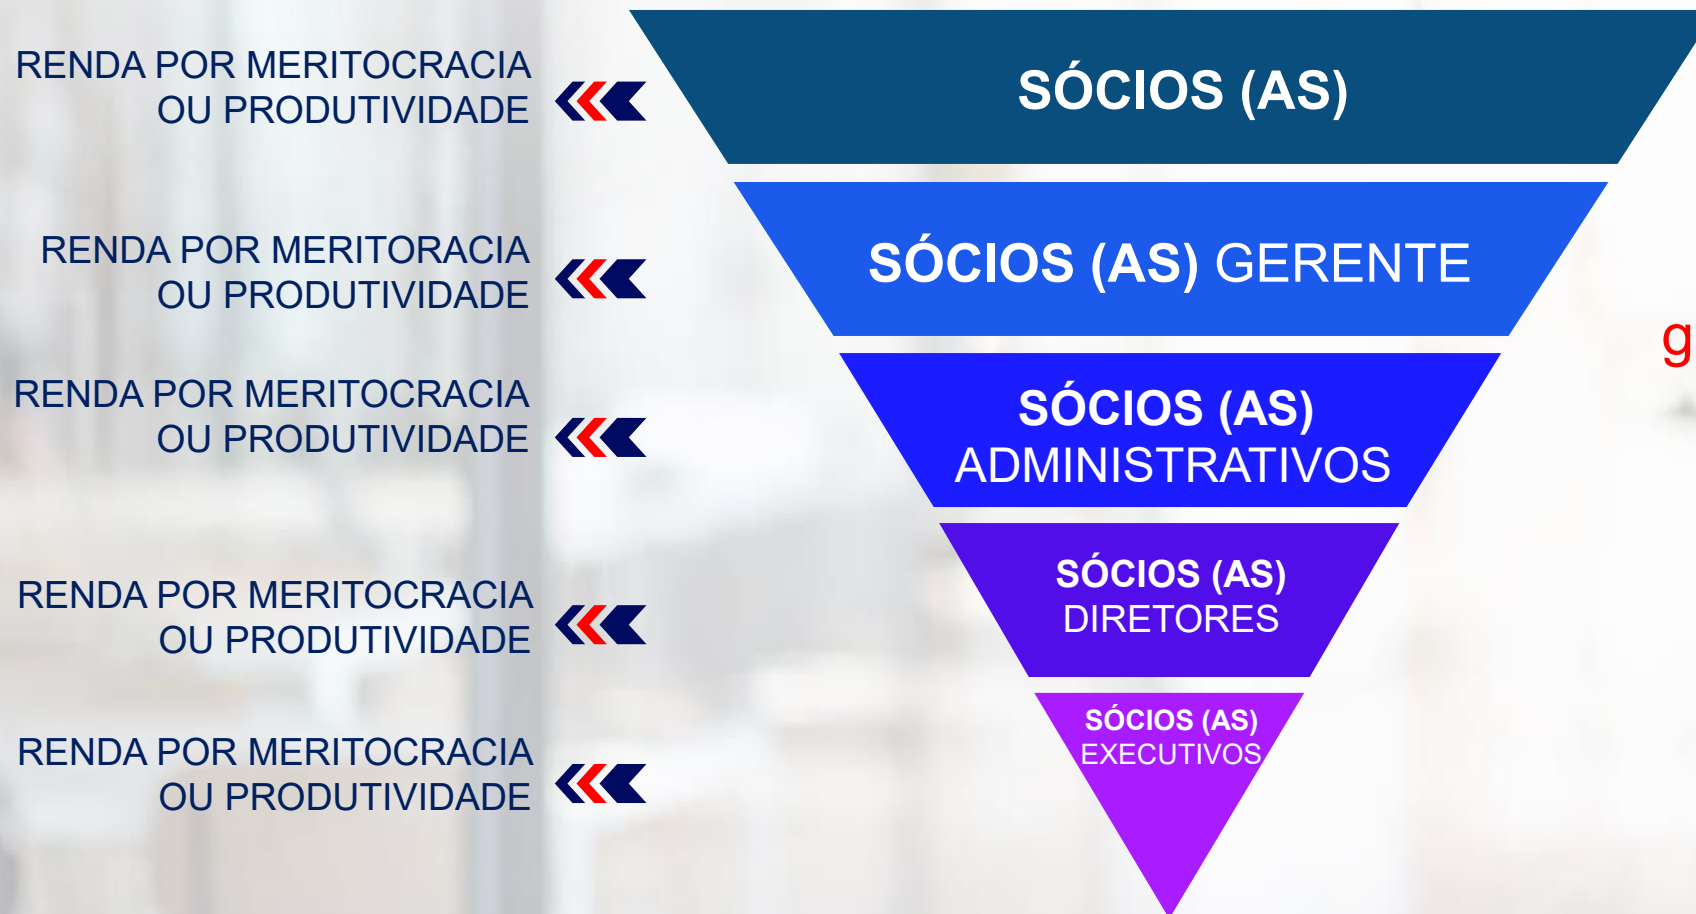 RENDA POR MERITOCRACIA
OU PRODUTIVIDADE
SÓCIOS (AS)
RENDA POR MERITORACIA
OU PRODUTIVIDADE
SÓCIOS (AS) GERENTE
g
RENDA POR MERITOCRACIA
OU PRODUTIVIDADE
SÓCIOS (AS)
ADMINISTRATIVOS
RENDA POR MERITOCRACIA
OU PRODUTIVIDADE
SÓCIOS (AS)
DIRETORES
RENDA POR MERITOCRACIA
OU PRODUTIVIDADE
SÓCIOS (AS)
EXECUTIVOS